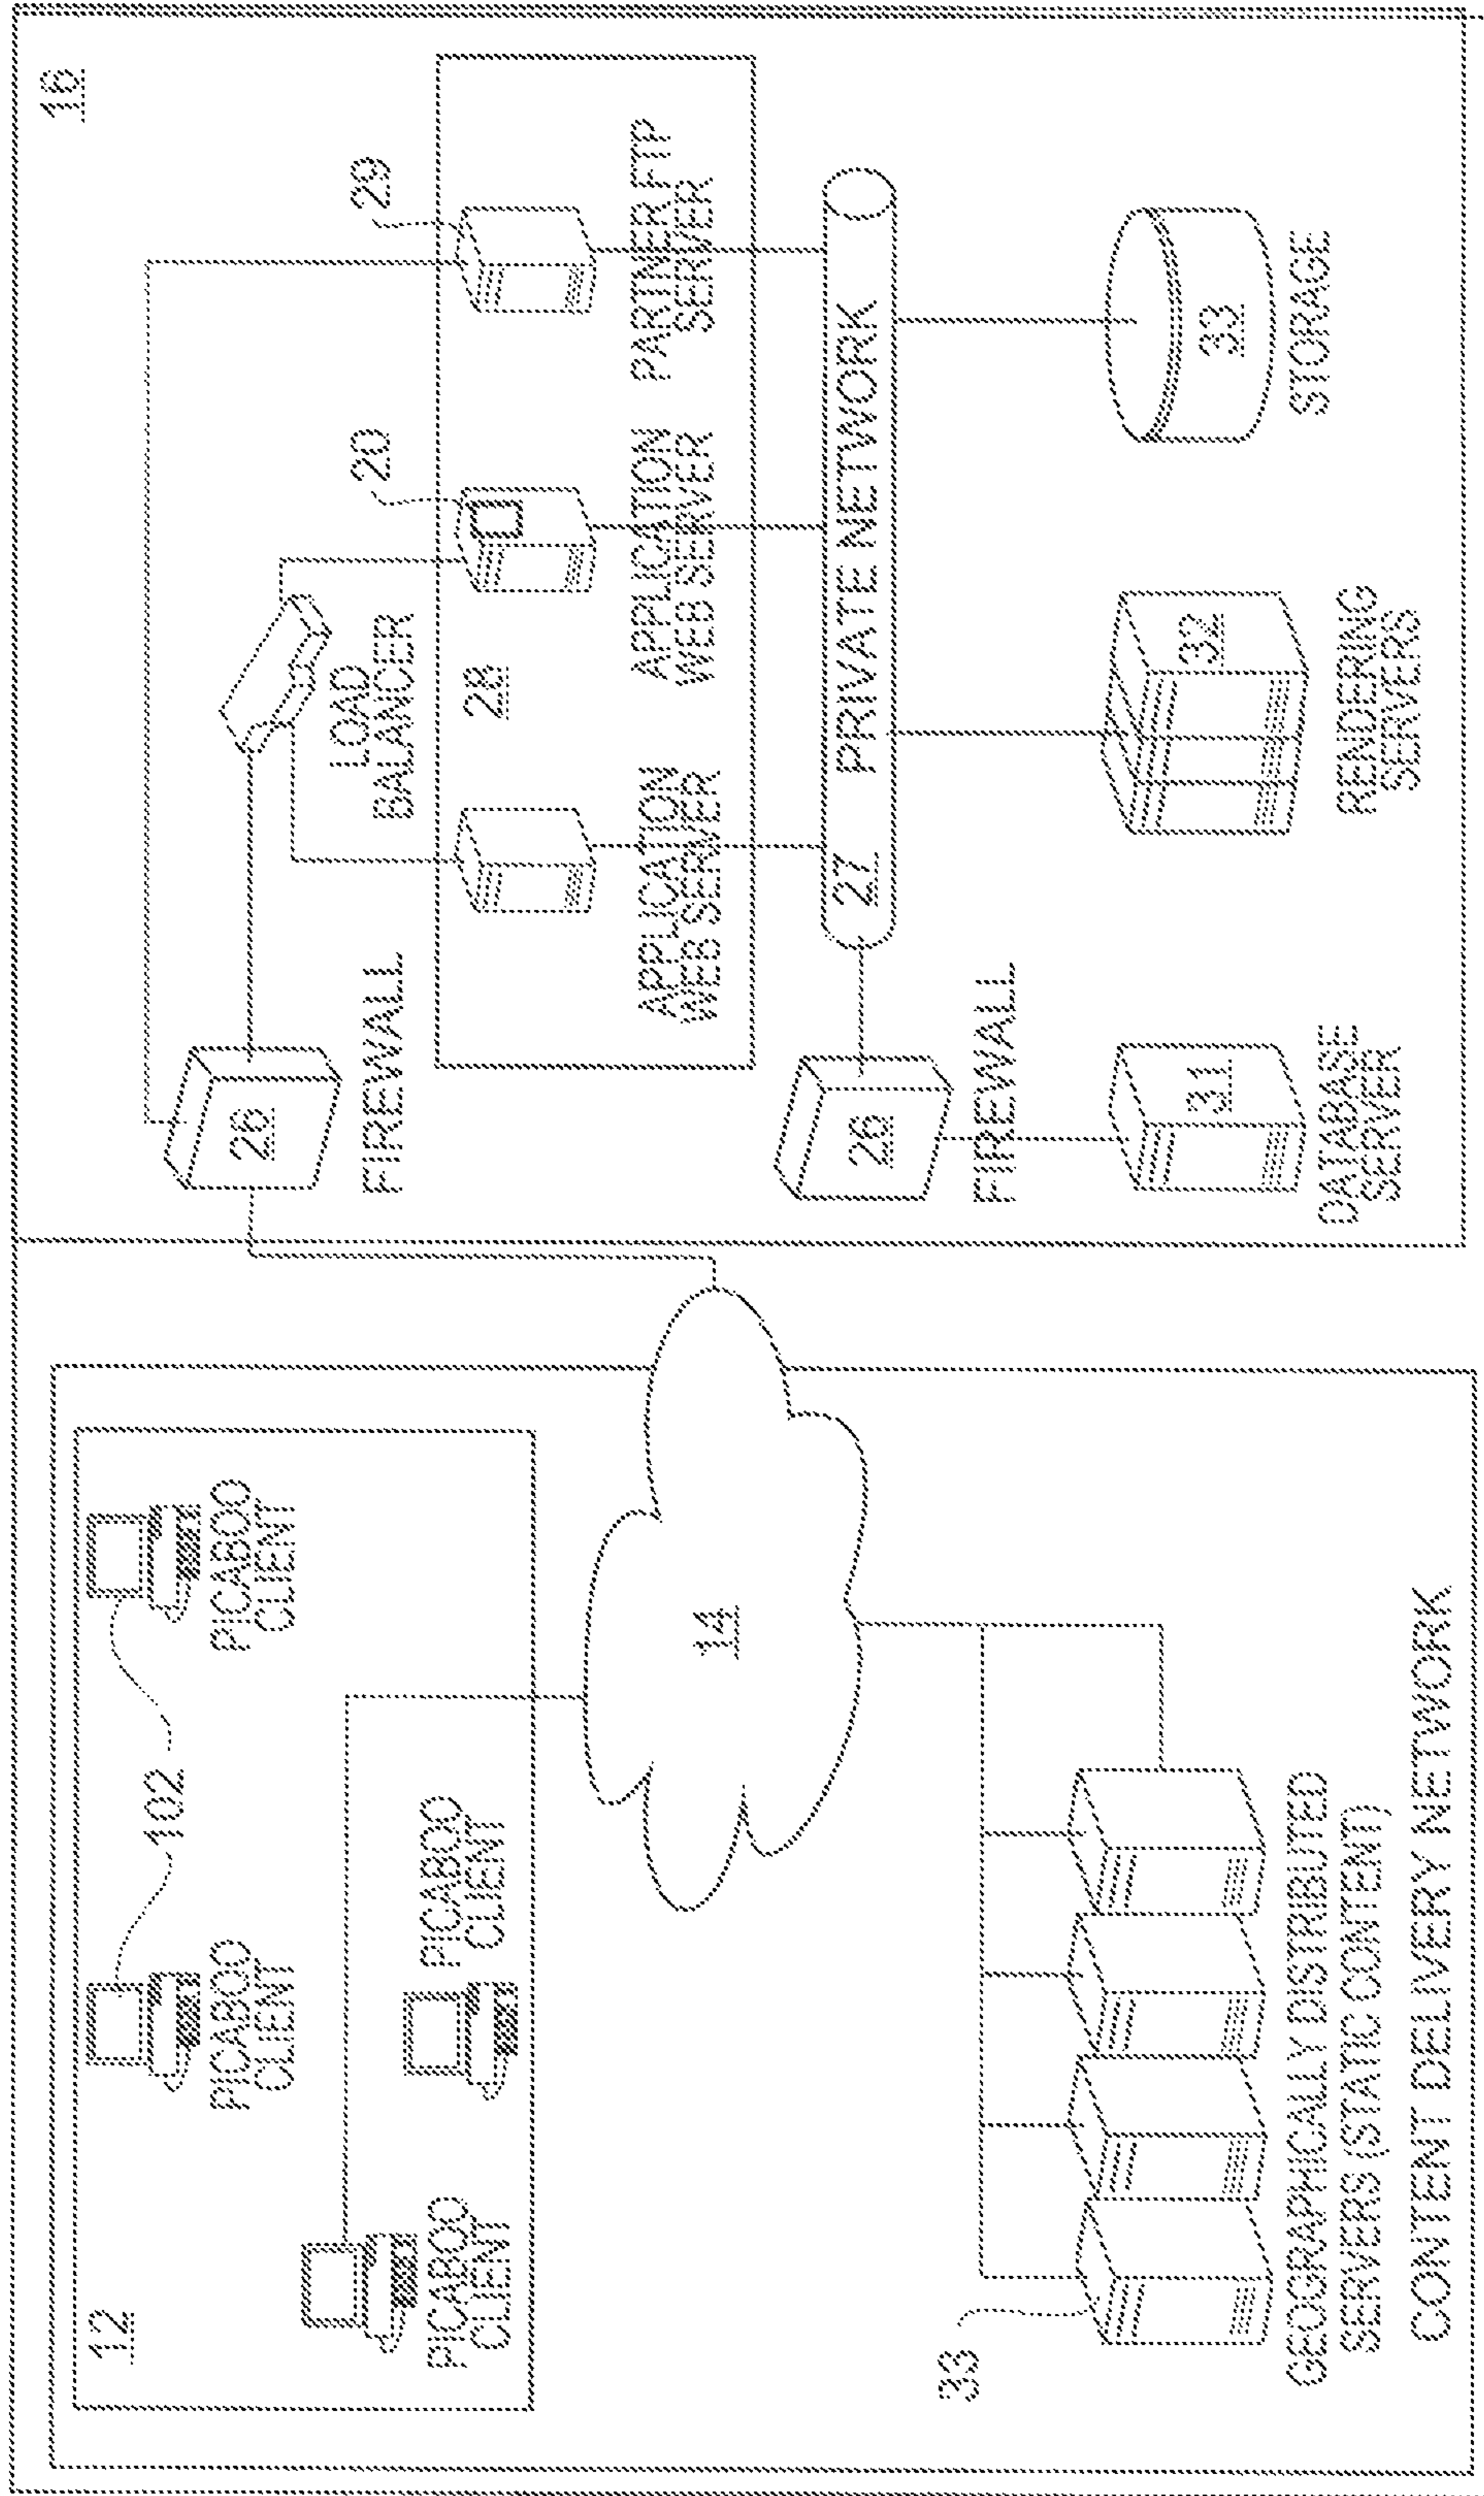 12
102
PICABOO
CLIENT
PICABOO
CLIENT
PICABOO
CLIENT
PICABOO
CLIENT
14
33
GEOGRAPHICALLY DISTRIBUTED
SERVERS (STATIC CONTENT)
CONTENT DELIVERY NETWORK
16
26
FIREWALL
LOAD
BALANCER
20
29
28
APPLICATION
WEB SERVER
APPLICATION
WEB SERVER
PARTNER FTP
SERVER
27 PRIVATE NETWORK
26
FIREWALL
31
DATABASE
SERVER
32
RENDERING
SERVERS
33
STORAGE